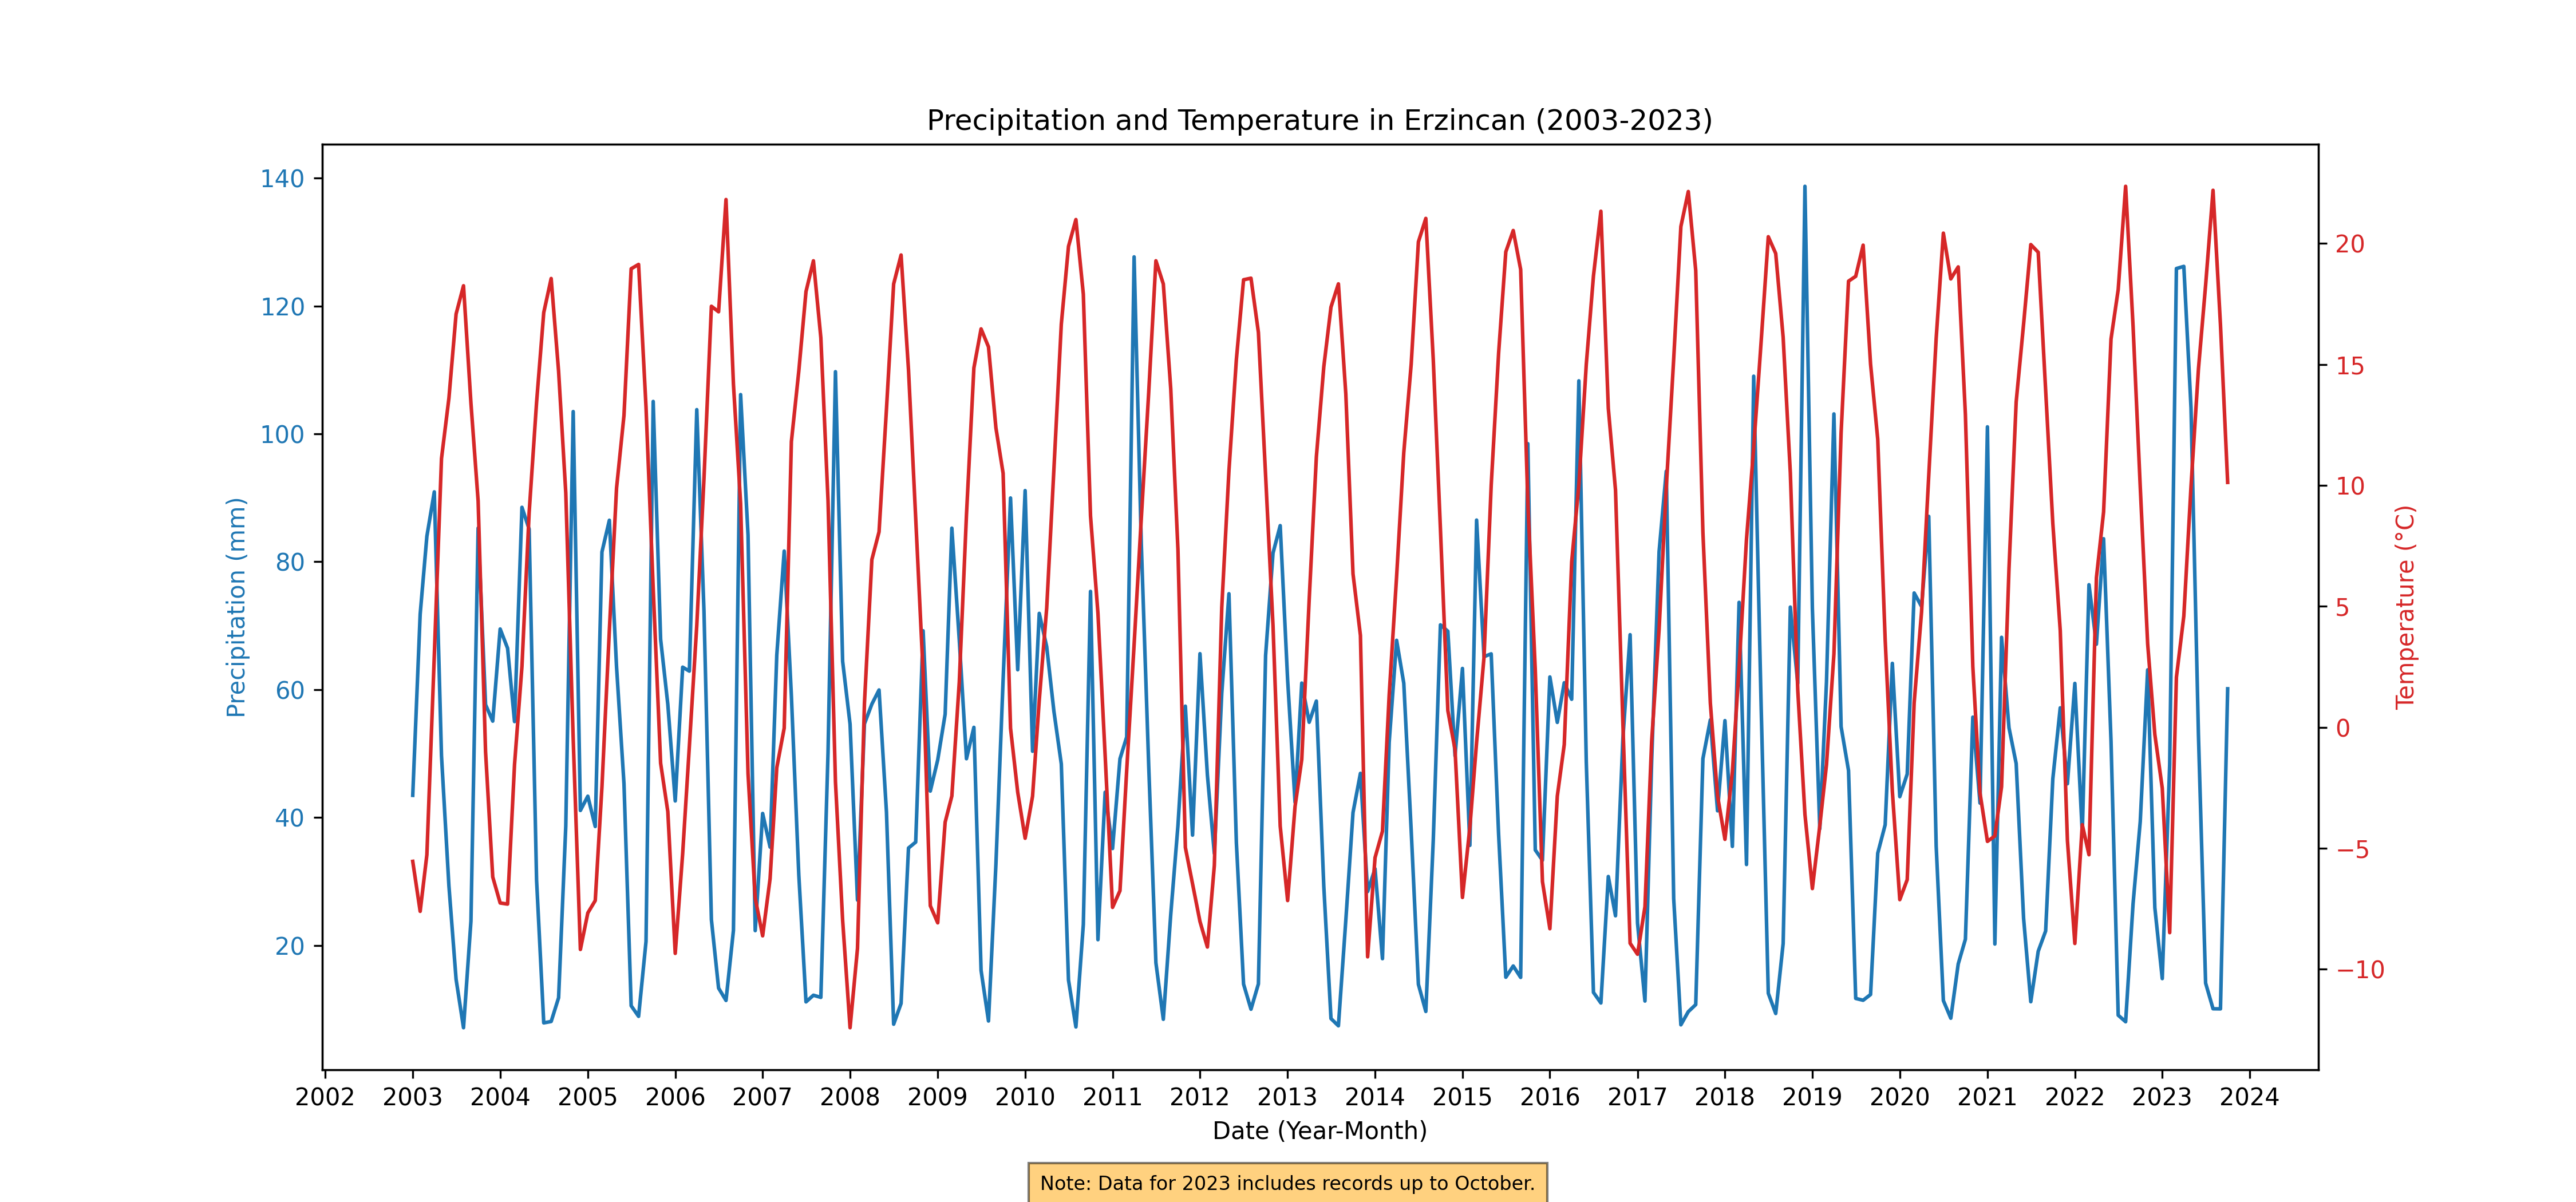 Precipitation and Temperature in Erzincan (2003-2023)
140
120
100
80
60
40
20
Precipitation (mm)
20
15
10
5
0
−5
−10
Temperature (°C)
2002 2003 2004 2005 2006 2007 2008 2009 2010 2011 2012 2013 2014 2015 2016 2017 2018 2019 2020 2021 2022 2023 2024
Date (Year-Month)
Note: Data for 2023 includes records up to October.